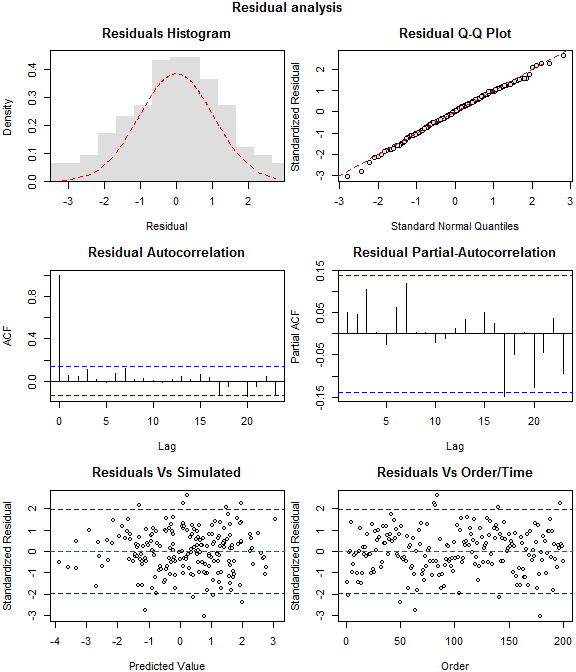 Residual analysis
Residuals Histogram
Density
0.0 0.1 0.2 0.3 0.4
-3 -2 -1 0 1 2
Residual
Residual Q-Q Plot
Standardized Residual
-3 -2 -1 0 1 2
-3 -2 -1 0 1 2 3
Standard Normal Quantiles
Residual Autocorrelation
ACF
0.0 0.4 0.8
0 5 10 15 20
Lag
Residual Partial-Autocorrelation
Partial ACF
-0.15 -0.05 0.05 0.15
5 10 15 20
Lag
Residuals Vs Simulated
Standardized Residual
-3 -2 -1 0 1 2
-4 -3 -2 -1 0 1 2 3
Predicted Value
Residuals Vs Order/Time
Standardized Residual
-3 -2 -1 0 1 2
0 50 100 150 200
Order